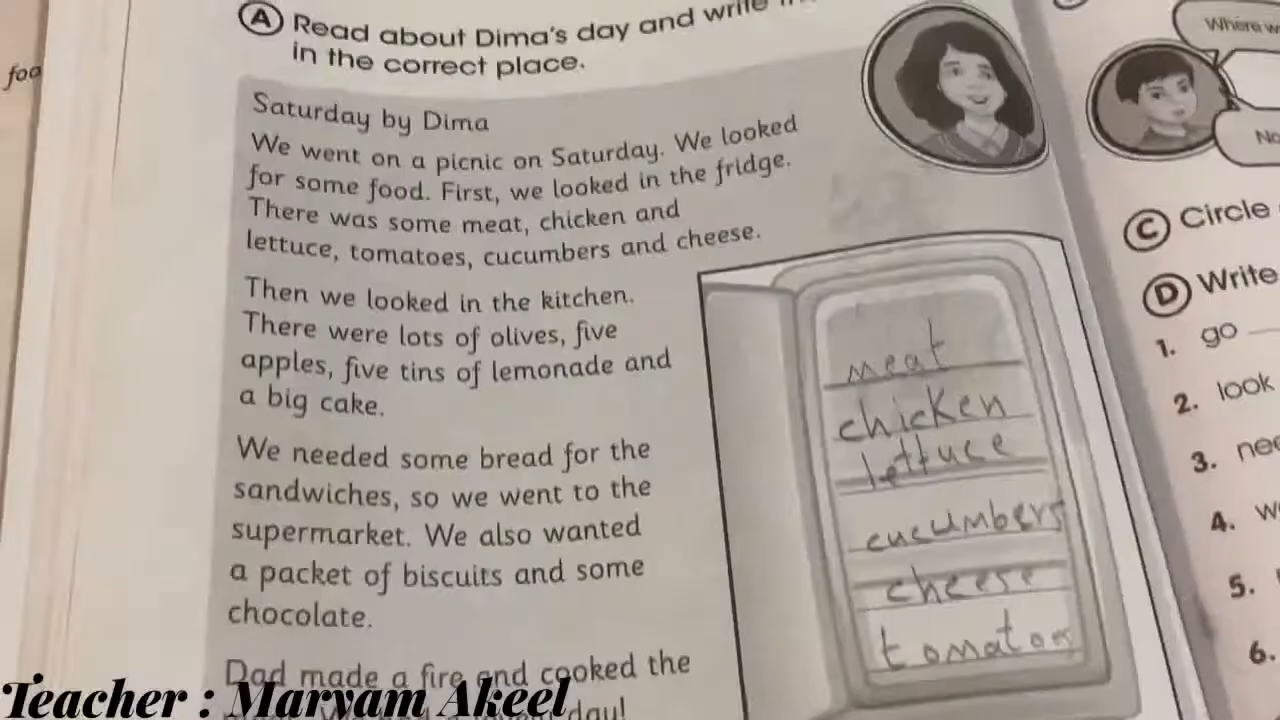 foo
A Read about Dima's day and write
in the correct place.
Saturday by Dima
We went on a picnic on Saturday. We looked
for some food. First, we looked in the fridge.
There was some meat, chicken and
lettuce, tomatoes, cucumbers and cheese.
Then we looked in the kitchen.
There were lots of olives, five
apples, five tins of lemonade and
a big cake.
We needed some bread for the
sandwiches, so we went to the
supermarket. We also wanted
a packet of biscuits and some
chocolate.
Dad made a fire and cooked the
day!
meat
chicken
lettuce
cucumbers
cheese
tomatoes
Where w
No
C Circle
D Write
1. go
2. look
3. nee
4. w
5.
6.
Teacher : Maryam Akeel